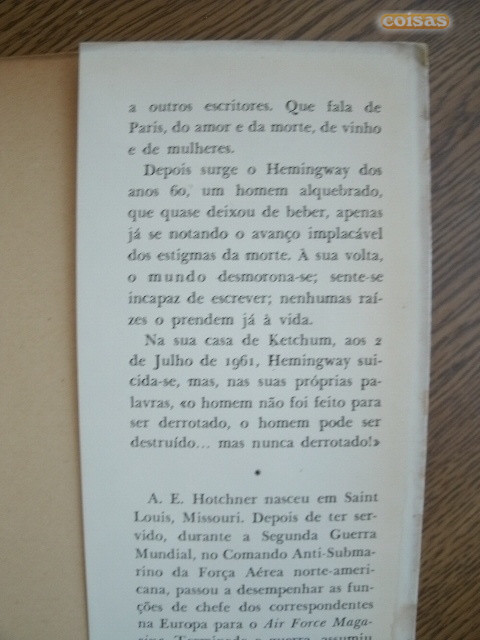 coisas
a outros escritores. Que fala de
Paris, do amor e da morte, de vinho
e de mulheres.
Depois surge o Hemingway dos
anos 60, um homem alquebrado,
que quase deixou de beber, apenas
já se notando o avanço implacável
dos estigmas da morte. À sua volta,
o mundo desmorona-se; sente-se
incapaz de escrever; nenhumas raí-
zes o prendem já à vida.
Na sua casa de Ketchum, aos 2
de Julho de 1961, Hemingway sui-
cida-se, mas, nas suas próprias pa-
lavras, «o homem não foi feito para
ser derrotado, o homem pode ser
destruído... mas nunca derrotado!»
*
A. E. Hotchner nasceu em Saint
Louis, Missouri. Depois de ter ser-
vido, durante a Segunda Guerra
Mundial, no Comando Anti-Subma-
rino da Força Aérea norte-ameri-
cana, passou a desempenhar as fun-
ções de chefe dos correspondentes
na Europa para o Air Force Maga-
zine. Terminada a guerra, assumiu